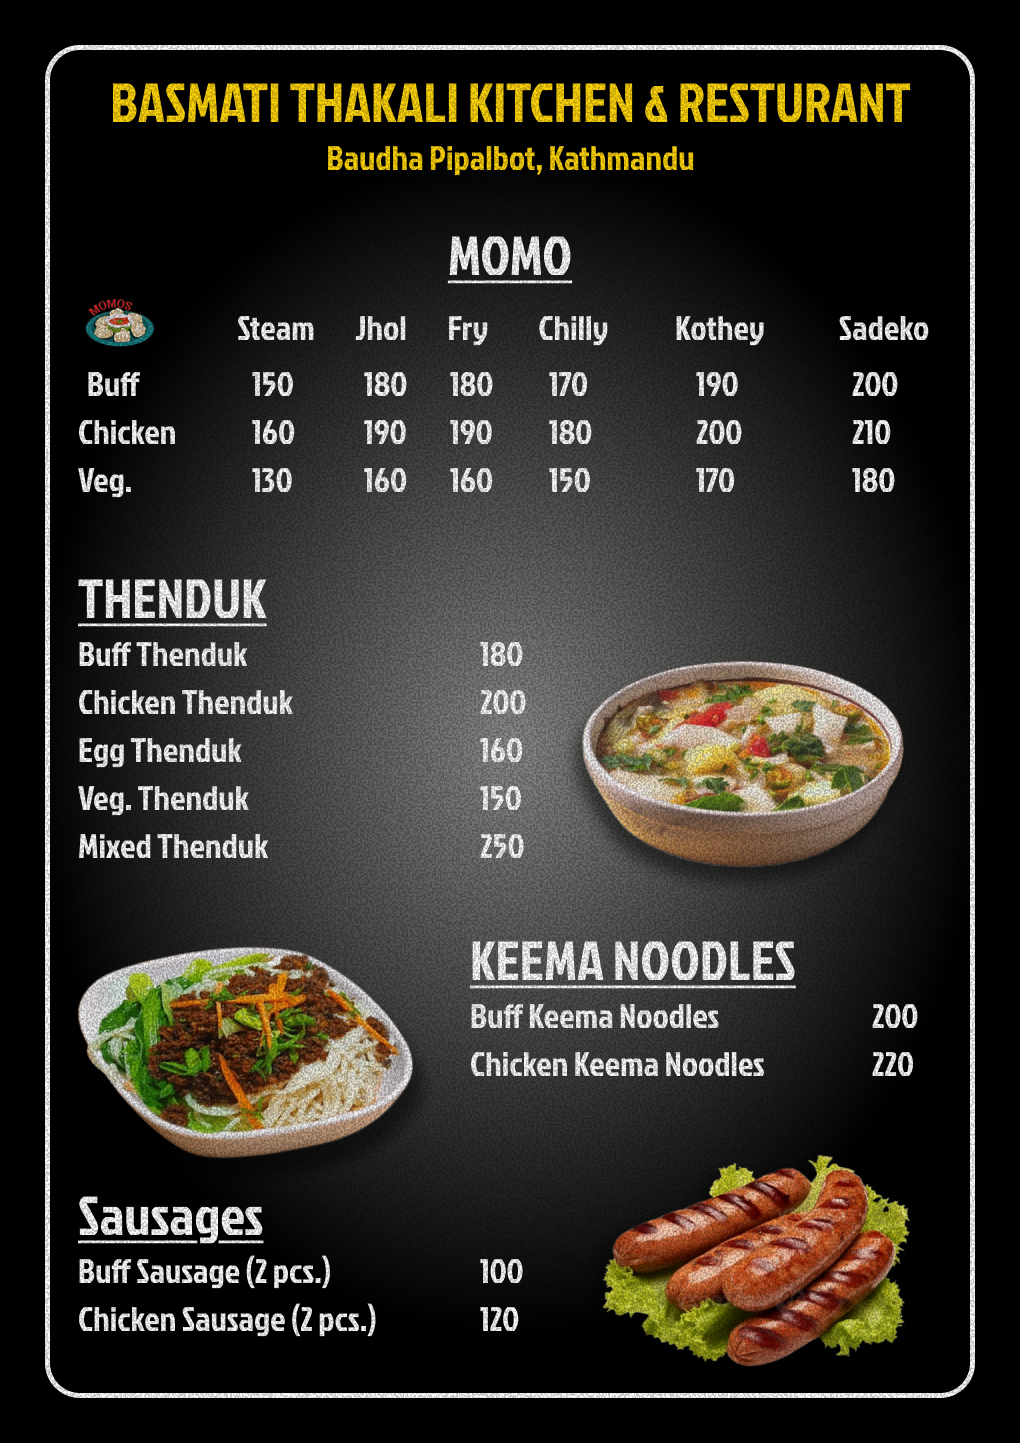 BASMATI THAKALI KITCHEN & RESTURANT
Baudha Pipalbot, Kathmandu
MOMO
MOMOS
Steam Jhol Fry Chilly Kothey Sadeko
Buff 150 180 180 170 190 200
Chicken 160 190 190 180 200 210
Veg. 130 160 160 150 170 180
THENDUK
Buff Thenduk 180
Chicken Thenduk 200
Egg Thenduk 160
Veg. Thenduk 150
Mixed Thenduk 250
KEEMA NOODLES
Buff Keema Noodles 200
Chicken Keema Noodles 220
Sausages
Buff Sausage (2 pcs.) 100
Chicken Sausage (2 pcs.) 120